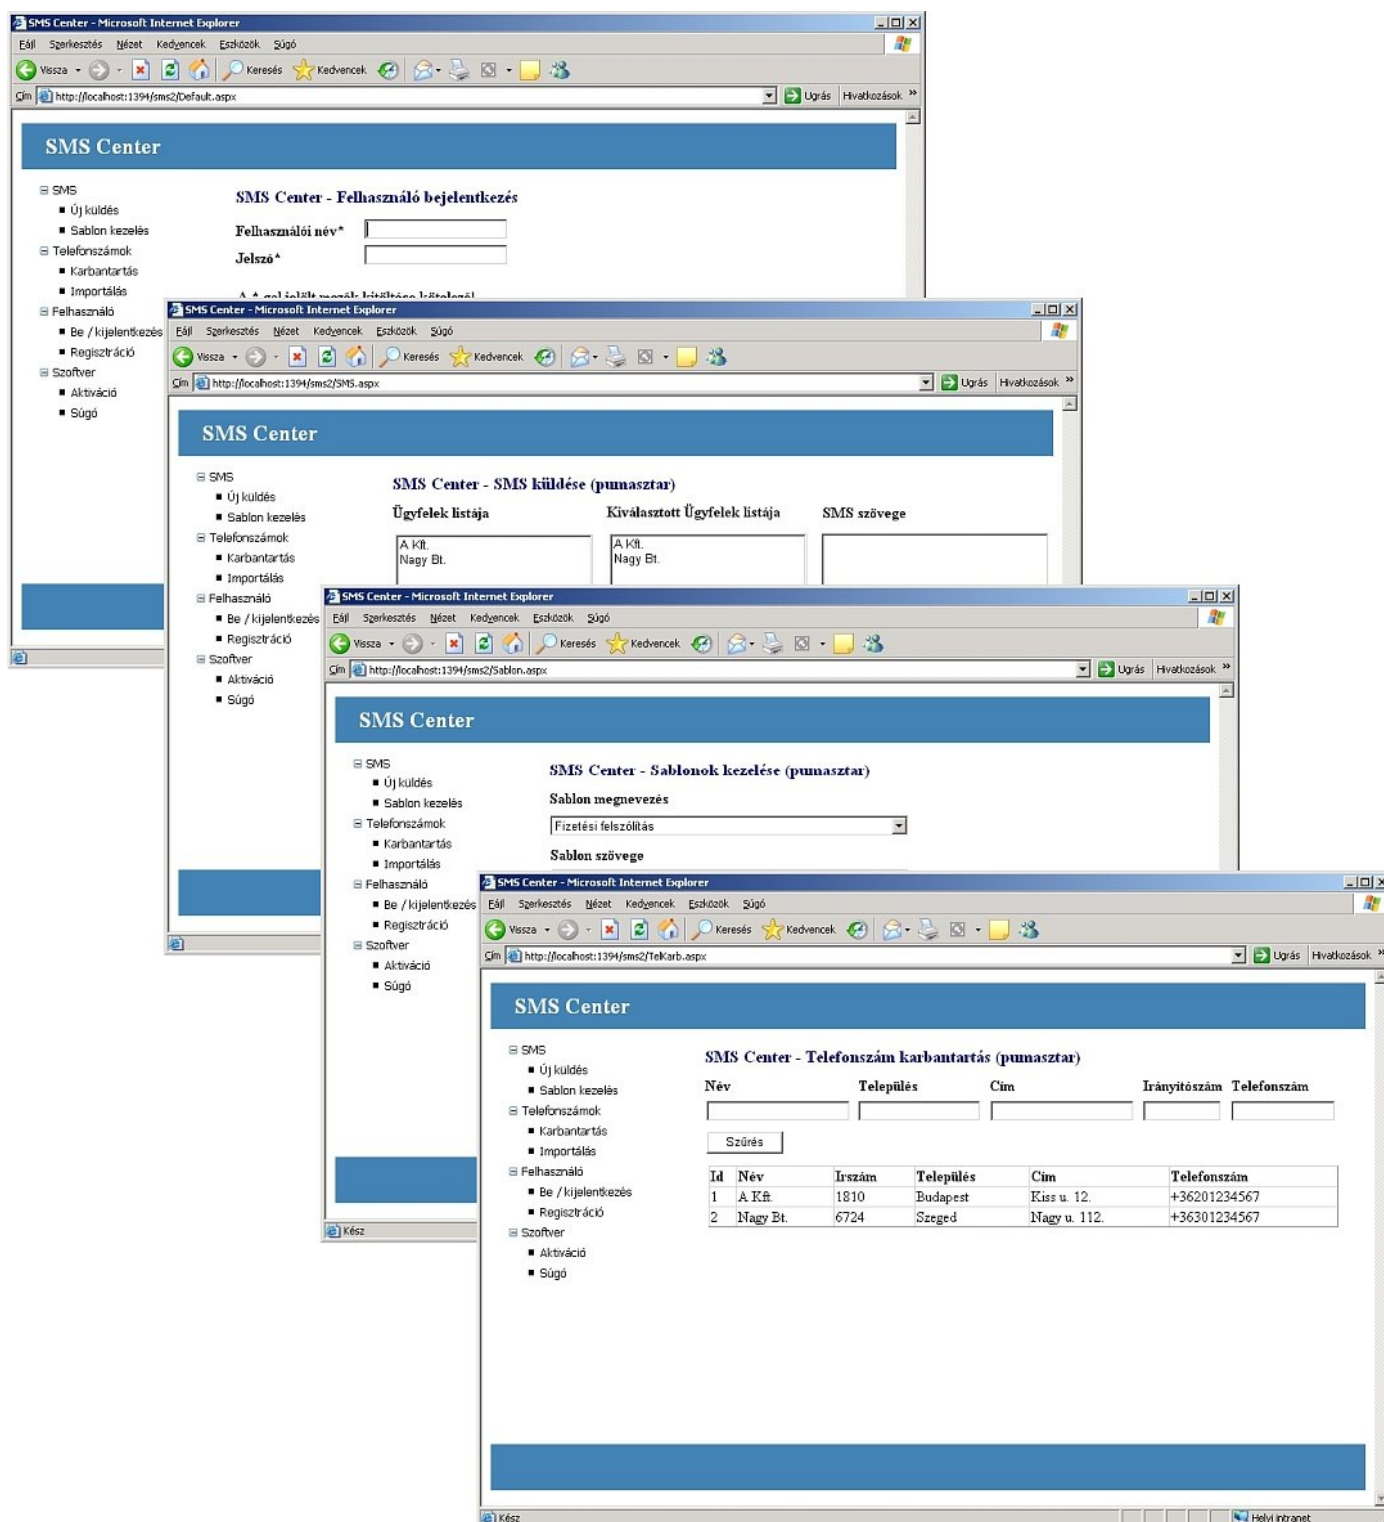 SMS Center - Microsoft Internet Explorer
Fájl Szerkesztés Nézet Kedvencek Eszközök Súgó
Vissza Keresés Kedvencek
Cím http://localhost:1394/sms2/Default.aspx Ugrás Hivatkozások »
SMS Center
SMS
Új küldés
Sablon kezelés
Telefonszámok
Karbantartás
Importálás
Felhasználó
Be / kijelentkezés
Regisztráció
Szoftver
Aktiváció
Súgó
SMS Center - Felhasználó bejelentkezés
Felhasználói név*
Jelszó*
A *-gal jelölt mezők kitöltése kötelező!
SMS Center - Microsoft Internet Explorer
Fájl Szerkesztés Nézet Kedvencek Eszközök Súgó
Vissza Keresés Kedvencek
Cím http://localhost:1394/sms2/SMS.aspx Ugrás Hivatkozások »
SMS Center
SMS
Új küldés
Sablon kezelés
Telefonszámok
Karbantartás
Importálás
Felhasználó
Be / kijelentkezés
Regisztráció
Szoftver
Aktiváció
Súgó
SMS Center - SMS küldése (pumasztar)
Ügyfelek listája Kiválasztott Ügyfelek listája SMS szövege
A Kft. A Kft.
Nagy Bt. Nagy Bt.
SMS Center - Microsoft Internet Explorer
Fájl Szerkesztés Nézet Kedvencek Eszközök Súgó
Vissza Keresés Kedvencek
Cím http://localhost:1394/sms2/Sablon.aspx Ugrás Hivatkozások »
SMS Center
SMS
Új küldés
Sablon kezelés
Telefonszámok
Karbantartás
Importálás
Felhasználó
Be / kijelentkezés
Regisztráció
Szoftver
Aktiváció
Súgó
SMS Center - Sablonok kezelése (pumasztar)
Sablon megnevezés
Fizetési felszólítás
Sablon szövege
Kész
SMS Center - Microsoft Internet Explorer
Fájl Szerkesztés Nézet Kedvencek Eszközök Súgó
Vissza Keresés Kedvencek
Cím http://localhost:1394/sms2/TelKarb.aspx Ugrás Hivatkozások »
SMS Center
SMS
Új küldés
Sablon kezelés
Telefonszámok
Karbantartás
Importálás
Felhasználó
Be / kijelentkezés
Regisztráció
Szoftver
Aktiváció
Súgó
SMS Center - Telefonszám karbantartás (pumasztar)
Név Település Cím Irányítószám Telefonszám
Szűrés
Id Név Irszám Település Cím Telefonszám
1 A Kft. 1810 Budapest Kiss u. 12. +36201234567
2 Nagy Bt. 6724 Szeged Nagy u. 112. +36301234567
Kész Helyi intranet